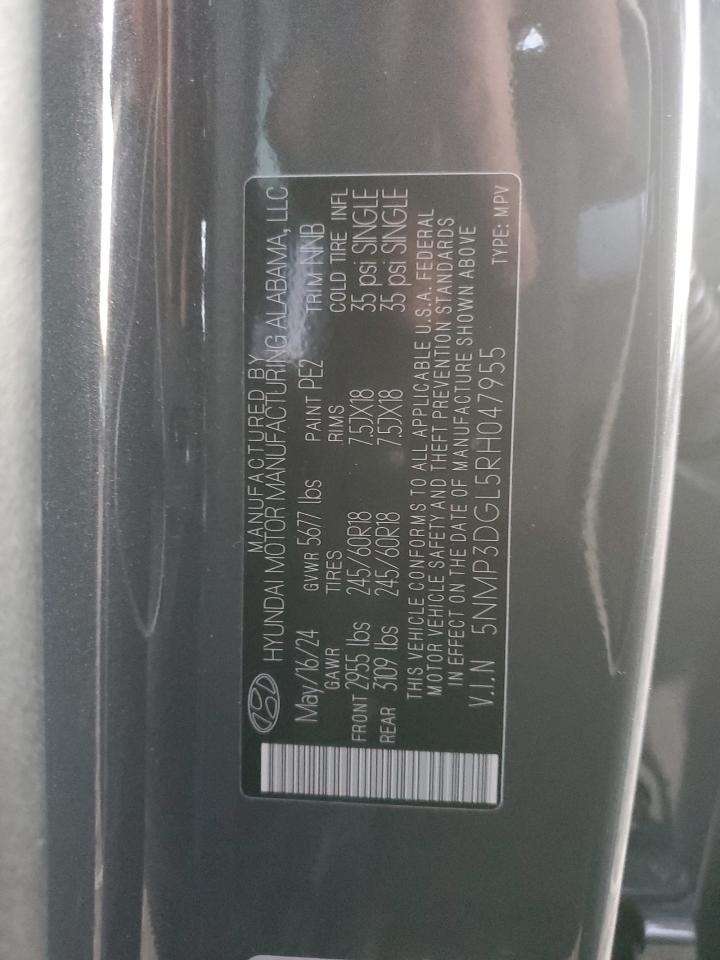 MANUFACTURED BY
HYUNDAI MOTOR MANUFACTURING ALABAMA, LLC
May/16/24 GVWR 5677 lbs PAINT PE2 TRIM NNB
GAWR TIRES RIMS COLD TIRE INFL
FRONT 2955 lbs 245/60R18 7.5JX18 35 psi SINGLE
REAR 3109 lbs 245/60R18 7.5JX18 35 psi SINGLE
THIS VEHICLE CONFORMS TO ALL APPLICABLE U.S.A. FEDERAL
MOTOR VEHICLE SAFETY AND THEFT PREVENTION STANDARDS
IN EFFECT ON THE DATE OF MANUFACTURE SHOWN ABOVE
V.I.N 5NMP3DGL5RH047955 TYPE: MPV